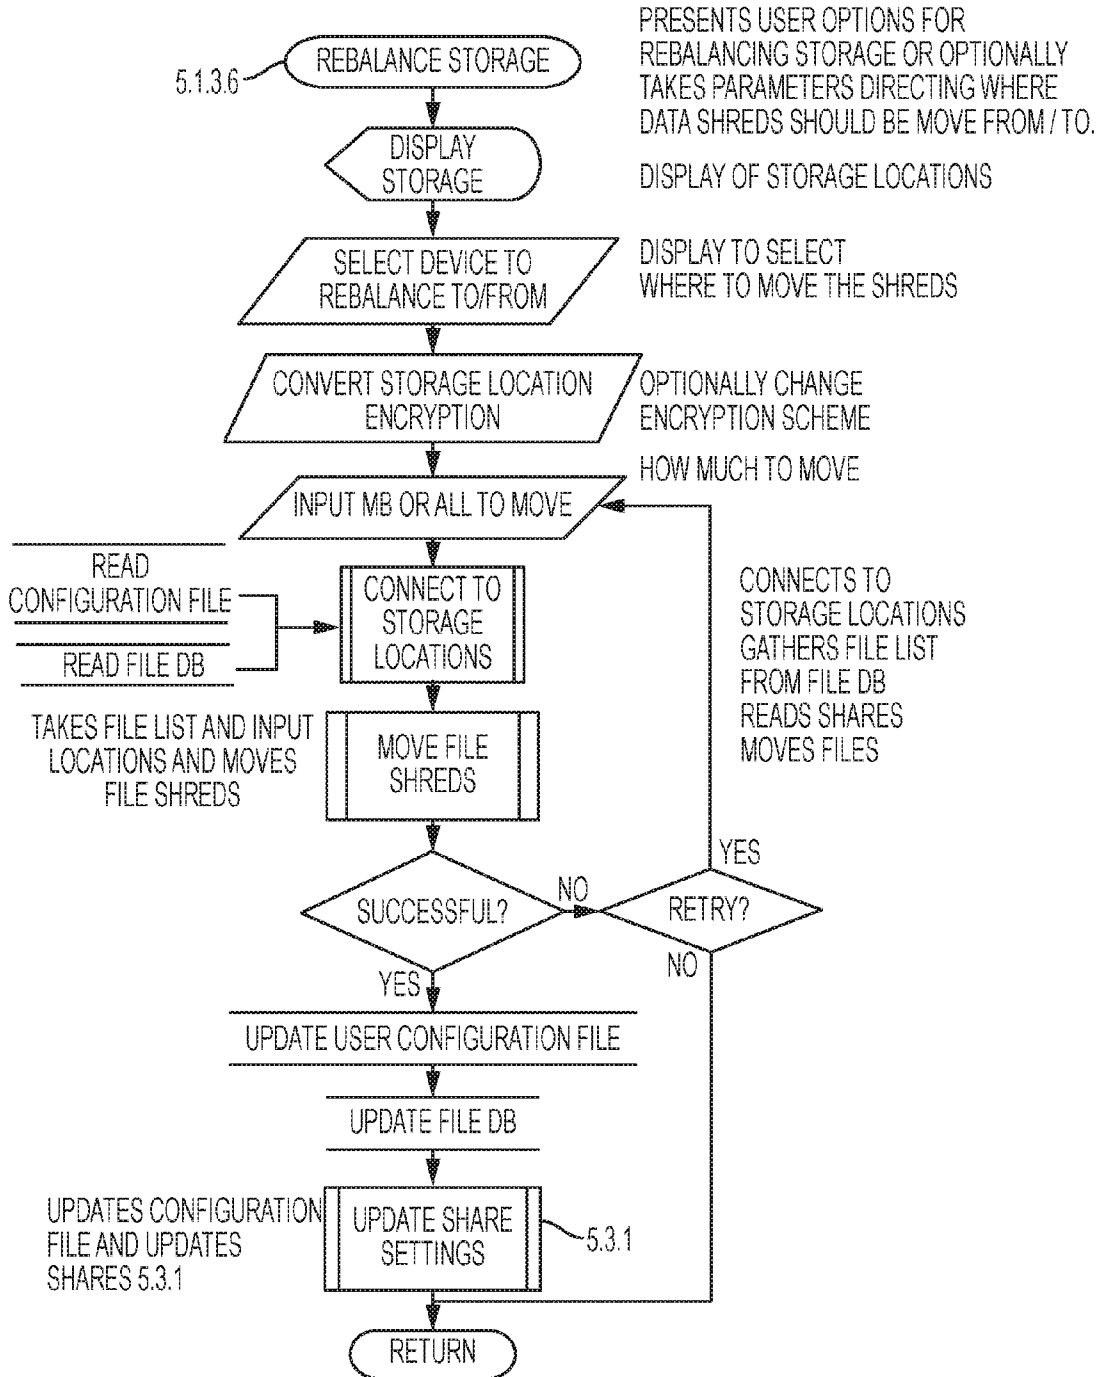 PRESENTS USER OPTIONS FOR
REBALANCING STORAGE OR OPTIONALLY
TAKES PARAMETERS DIRECTING WHERE
DATA SHREDS SHOULD BE MOVE FROM / TO.
REBALANCE STORAGE
5.1.3.6
DISPLAY
STORAGE
DISPLAY OF STORAGE LOCATIONS
SELECT DEVICE TO
REBALANCE TO/FROM
DISPLAY TO SELECT
WHERE TO MOVE THE SHREDS
CONVERT STORAGE LOCATION
ENCRYPTION
OPTIONALLY CHANGE
ENCRYPTION SCHEME
HOW MUCH TO MOVE
INPUT MB OR ALL TO MOVE
READ
CONFIGURATION FILE
READ FILE DB
CONNECT TO
STORAGE
LOCATIONS
CONNECTS TO
STORAGE LOCATIONS
GATHERS FILE LIST
FROM FILE DB
READS SHARES
MOVES FILES
TAKES FILE LIST AND INPUT
LOCATIONS AND MOVES
FILE SHREDS
MOVE FILE
SHREDS
SUCCESSFUL?
NO
RETRY?
YES
NO
YES
UPDATE USER CONFIGURATION FILE
UPDATE FILE DB
UPDATES CONFIGURATION
FILE AND UPDATES
SHARES 5.3.1
UPDATE SHARE
SETTINGS
5.3.1
RETURN